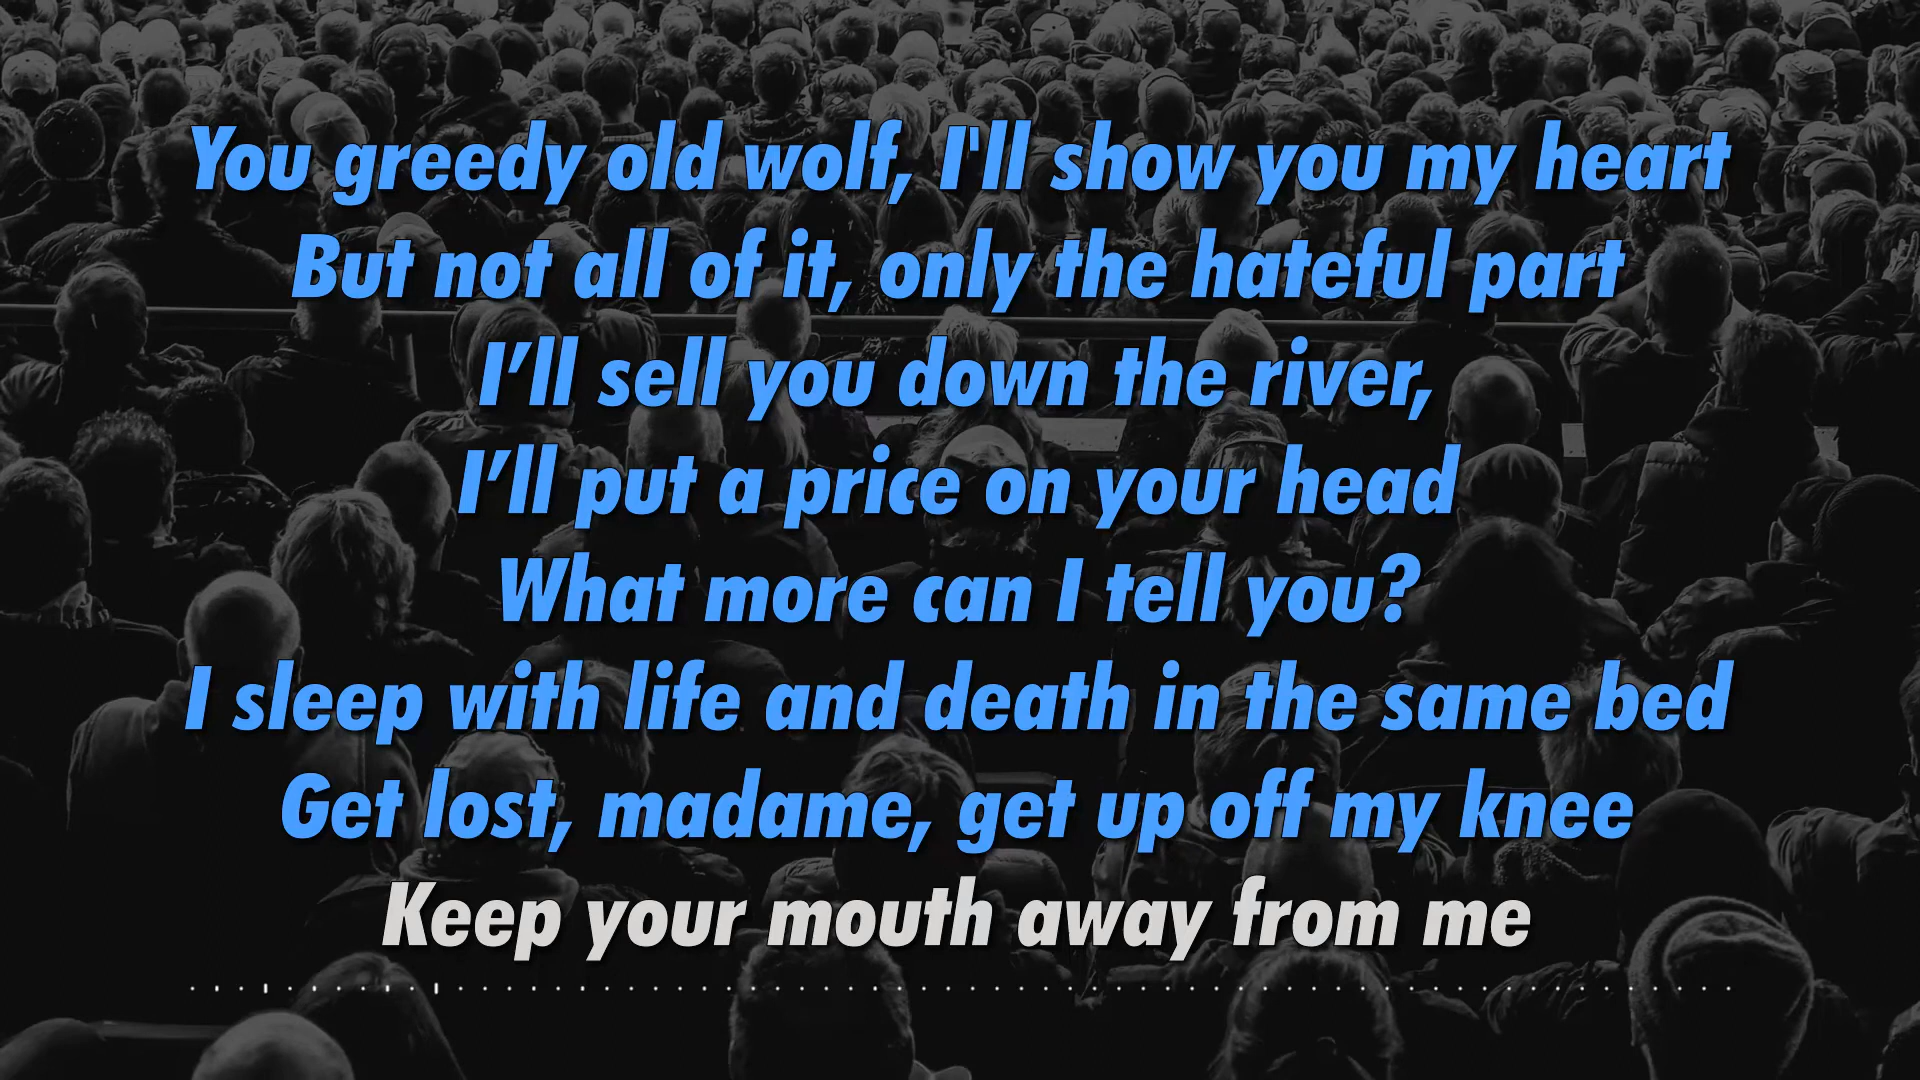 You greedy old wolf, I'll show you my heart
But not all of it, only the hateful part
I’ll sell you down the river,
I’ll put a price on your head
What more can I tell you?
I sleep with life and death in the same bed
Get lost, madame, get up off my knee
Keep your mouth away from me